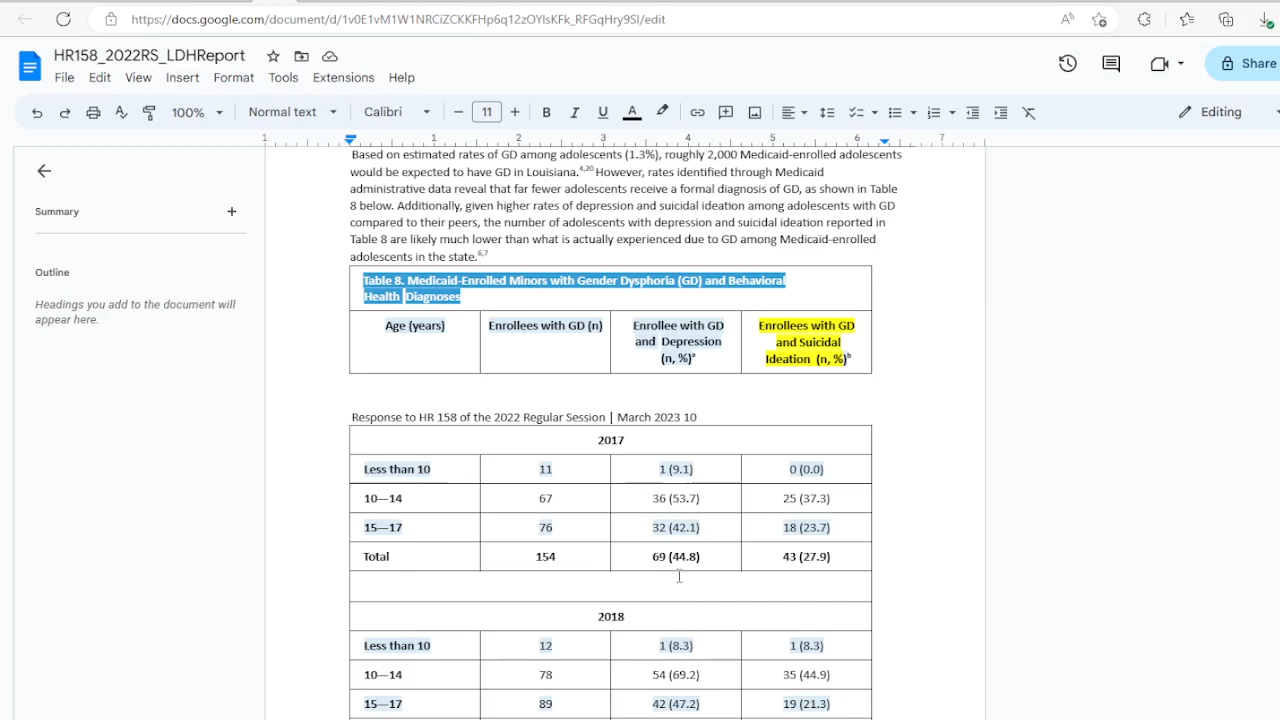 https://docs.google.com/document/d/1v0E1vM1W1NRCiZCKKFHp6q12zOYlsKFk_RFGqHry9SI/edit
HR158_2022RS_LDHReport
File Edit View Insert Format Tools Extensions Help
Share
100% Normal text Calibri − 11 + B I U A Editing
1 1 2 3 4 5 6 7
Summary
Outline
Headings you add to the document will
appear here.
Based on estimated rates of GD among adolescents (1.3%), roughly 2,000 Medicaid-enrolled adolescents
would be expected to have GD in Louisiana.4,20 However, rates identified through Medicaid
administrative data reveal that far fewer adolescents receive a formal diagnosis of GD, as shown in Table
8 below. Additionally, given higher rates of depression and suicidal ideation among adolescents with GD
compared to their peers, the number of adolescents with depression and suicidal ideation reported in
Table 8 are likely much lower than what is actually experienced due to GD among Medicaid-enrolled
adolescents in the state.6,7
Table 8. Medicaid-Enrolled Minors with Gender Dysphoria (GD) and Behavioral
Health Diagnoses
Age (years) Enrollees with GD (n) Enrollee with GD Enrollees with GD
and Depression and Suicidal
(n, %)a Ideation (n, %)b
Response to HR 158 of the 2022 Regular Session | March 2023 10
2017
Less than 10 11 1 (9.1) 0 (0.0)
10—14 67 36 (53.7) 25 (37.3)
15—17 76 32 (42.1) 18 (23.7)
Total 154 69 (44.8) 43 (27.9)
2018
Less than 10 12 1 (8.3) 1 (8.3)
10—14 78 54 (69.2) 35 (44.9)
15—17 89 42 (47.2) 19 (21.3)